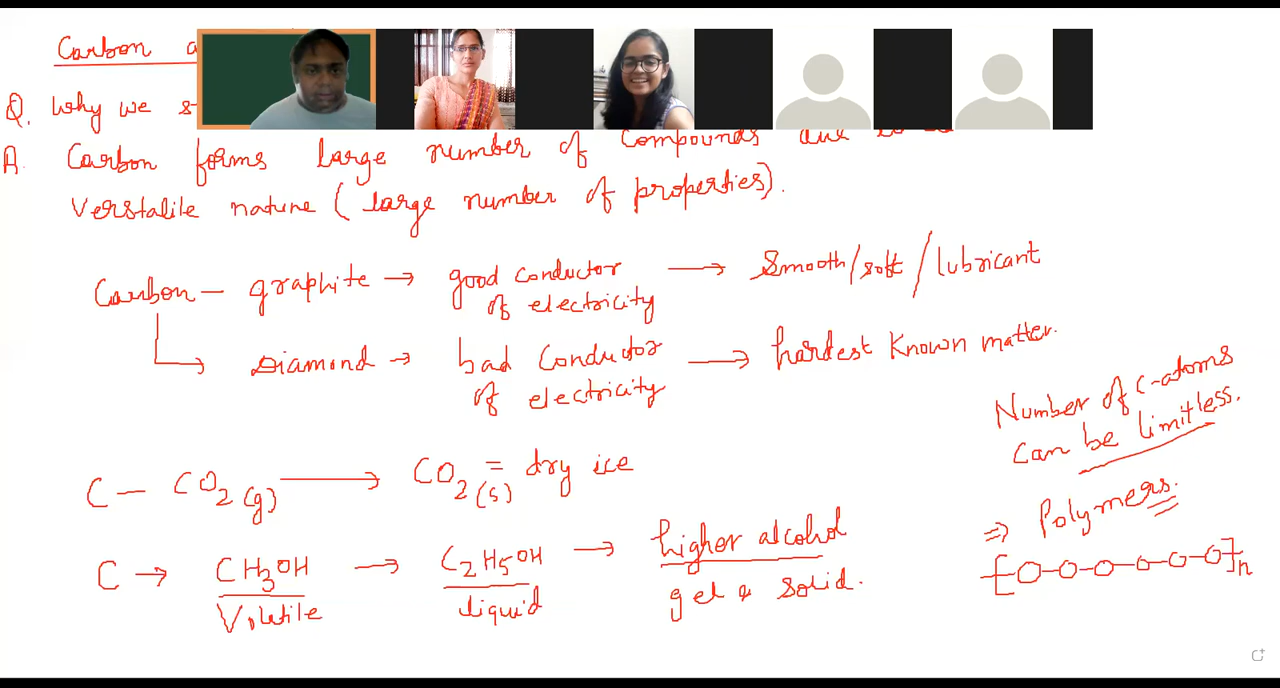 Carbon a
Q. Why we s
A. Carbon forms large number of compounds due to
Verstalile nature (large number of properties).
Carbon – graphite → good conductor of electricity → Smooth/soft/lubricant
→ Diamond → bad conductor of electricity → hardest known matter.
Number of C-atoms
can be limitless.
C – CO2(g) → CO2(s) = dry ice
⇒ Polymers.
C → CH3OH → C2H5OH → higher alcohol
Volatile liquid gel & solid.
n